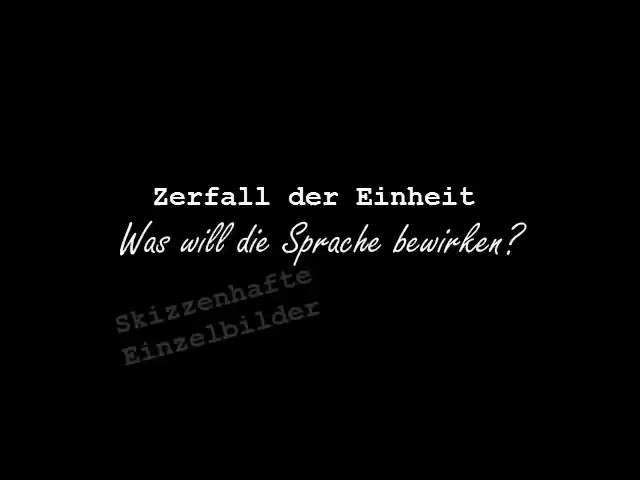 Zerfall der Einheit
Was will die Sprache bewirken?
Skizzenhafte
Einzelbilder